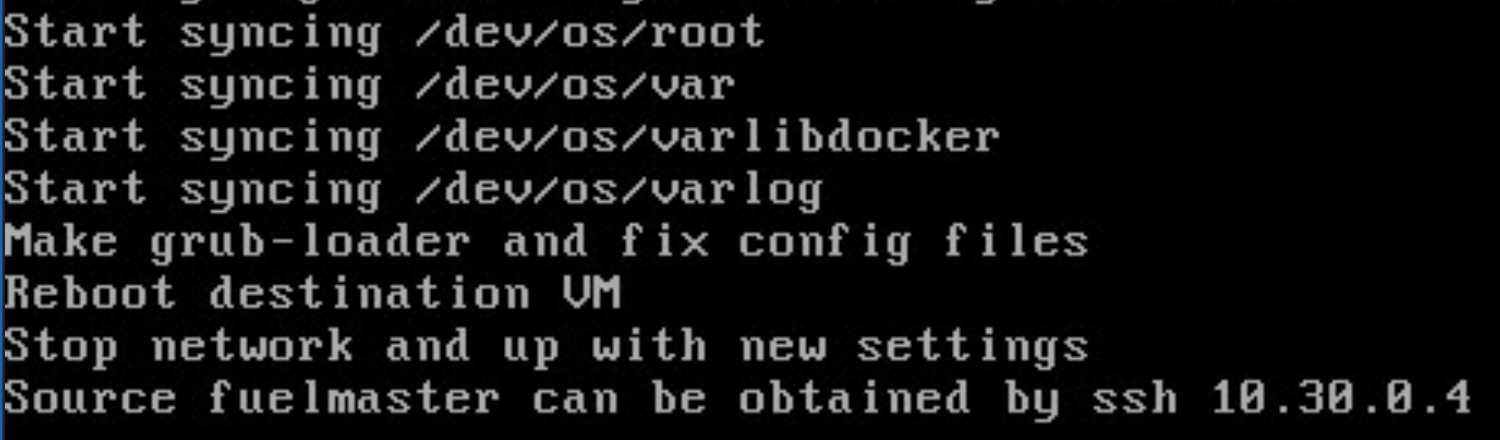 Start syncing /dev/os/root
Start syncing /dev/os/var
Start syncing /dev/os/varlibdocker
Start syncing /dev/os/varlog
Make grub-loader and fix config files
Reboot destination VM
Stop network and up with new settings
Source fuelmaster can be obtained by ssh 10.30.0.4